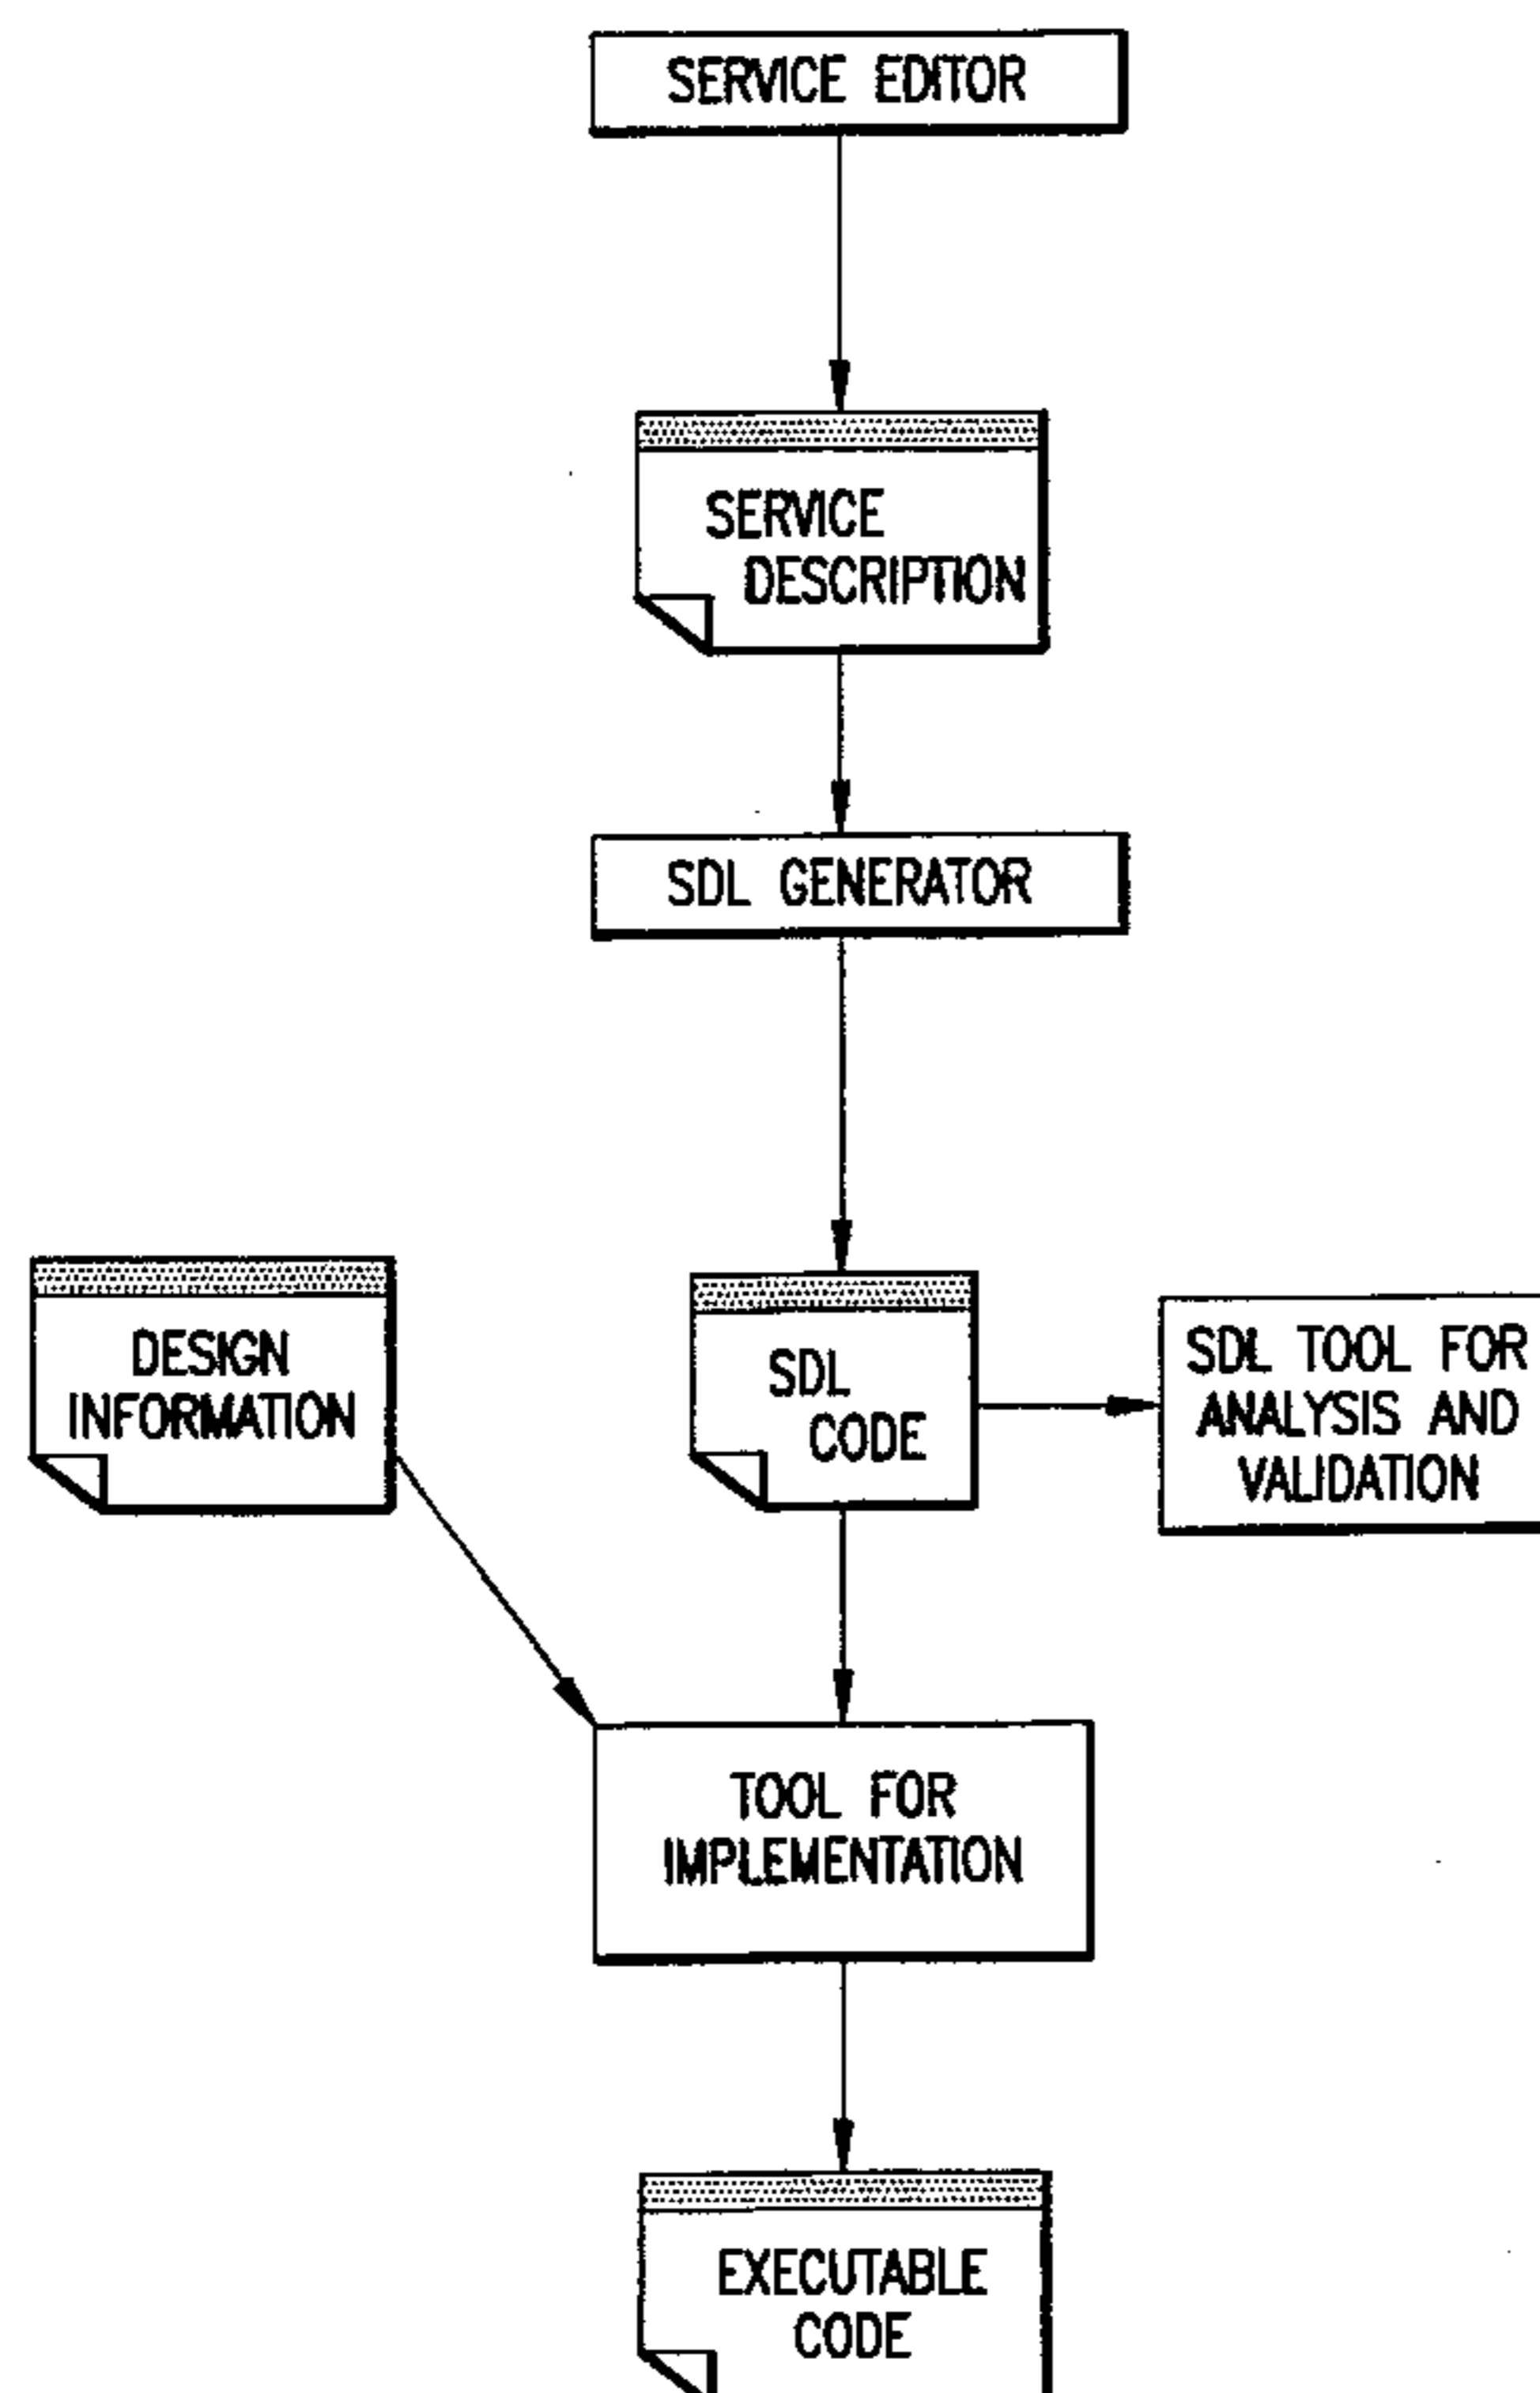 SERVICE EDITOR
SERVICE
DESCRIPTION
SDL GENERATOR
DESIGN
INFORMATION
SDL
CODE
SDL TOOL FOR
ANALYSIS AND
VALIDATION
TOOL FOR
IMPLEMENTATION
EXECUTABLE
CODE